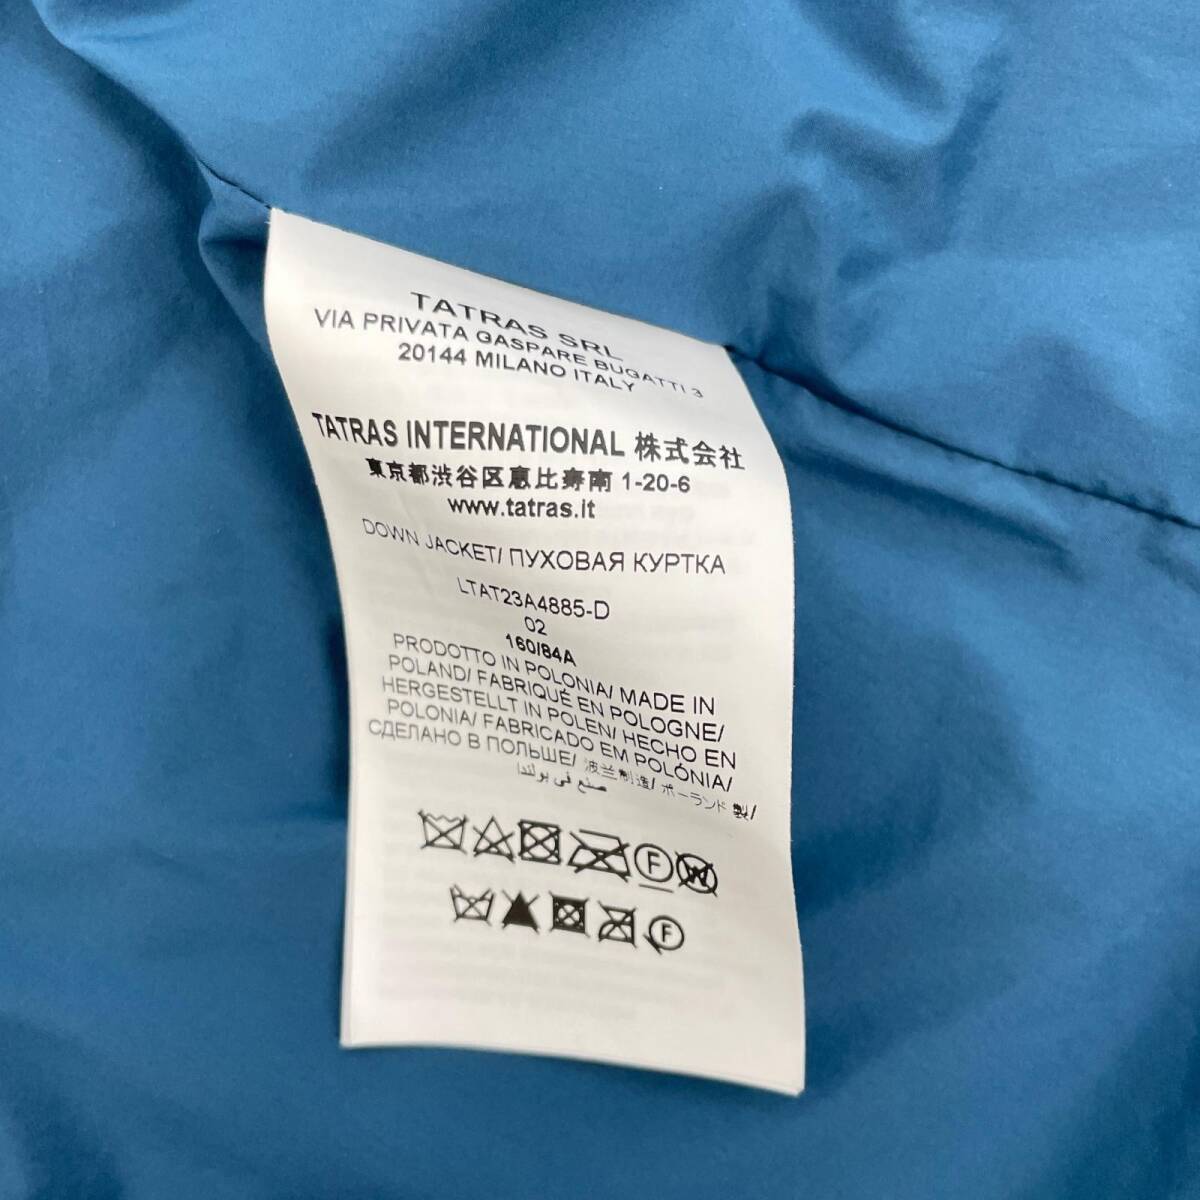 TATRAS SRL
VIA PRIVATA GASPARE BUGATTI 3
20144 MILANO ITALY
TATRAS INTERNATIONAL 株式会社
東京都渋谷区恵比寿南 1-20-6
www.tatras.it
DOWN JACKET/ ПУХОВАЯ КУРТКА
LTAT23A4885-D
02
160/84A
PRODOTTO IN POLONIA/ MADE IN
POLAND/ FABRIQUÉ EN POLOGNE/
HERGESTELLT IN POLEN/ HECHO EN
POLONIA/ FABRICADO EM POLÓNIA/
СДЕЛАНО В ПОЛЬШЕ/ 波兰制造/ ポーランド製/
صنع في بولندا
F W
F